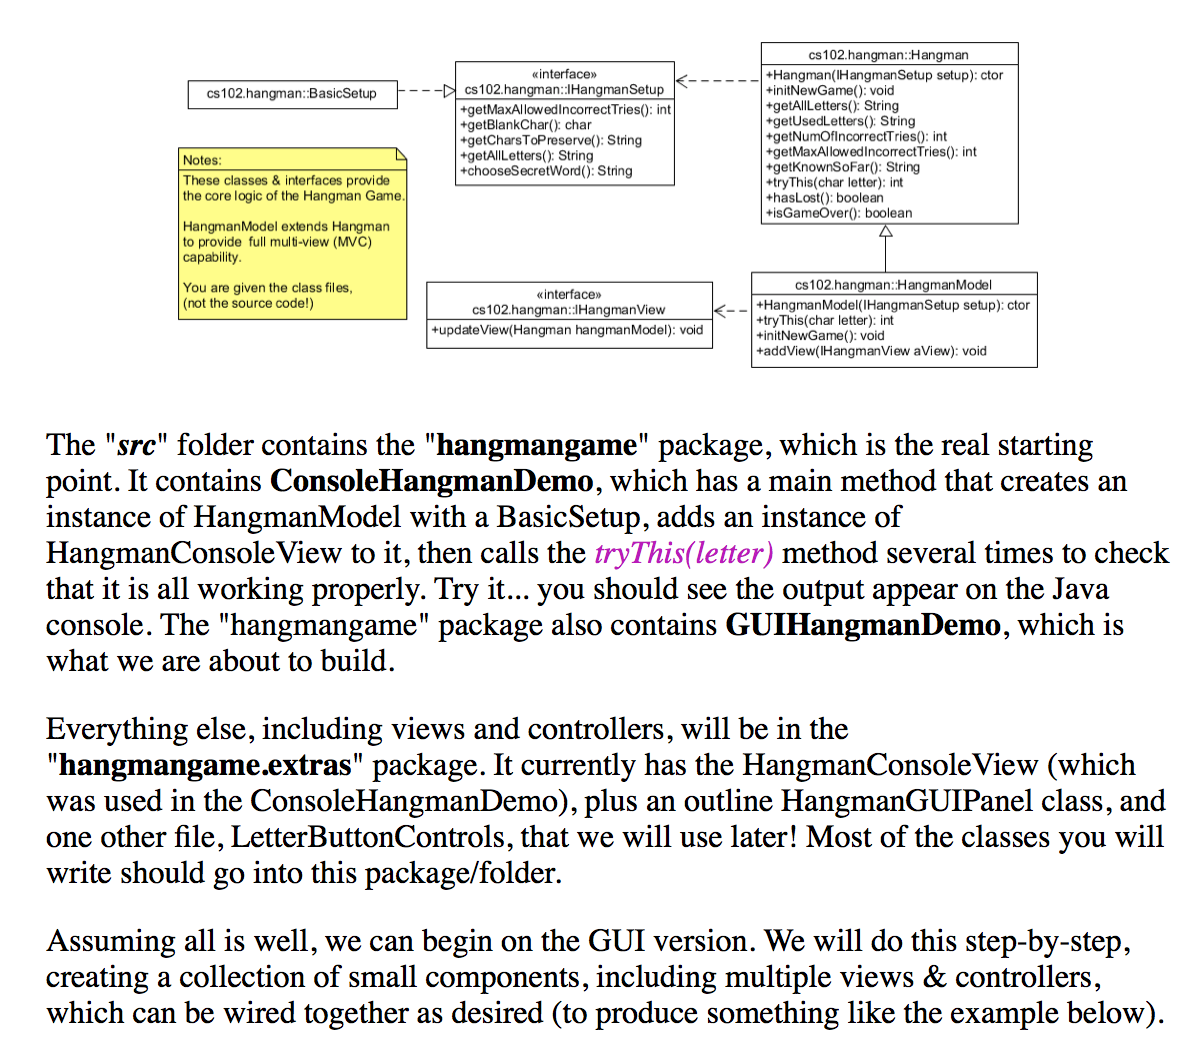 cs102.hangman::BasicSetup
«interface»
cs102.hangman::IHangmanSetup
+getMaxAllowedIncorrectTries(): int
+getBlankChar(): char
+getCharsToPreserve(): String
+getAllLetters(): String
+chooseSecretWord(): String
cs102.hangman::Hangman
+Hangman(IHangmanSetup setup): ctor
+initNewGame(): void
+getAllLetters(): String
+getUsedLetters(): String
+getNumOfIncorrectTries(): int
+getMaxAllowedIncorrectTries(): int
+getKnownSoFar(): String
+tryThis(char letter): int
+hasLost(): boolean
+isGameOver(): boolean
Notes:
These classes & interfaces provide
the core logic of the Hangman Game.
HangmanModel extends Hangman
to provide full multi-view (MVC)
capability.
You are given the class files,
(not the source code!)
«interface»
cs102.hangman::IHangmanView
+updateView(Hangman hangmanModel): void
cs102.hangman::HangmanModel
+HangmanModel(IHangmanSetup setup): ctor
+tryThis(char letter): int
+initNewGame(): void
+addView(IHangmanView aView): void
The "src" folder contains the "hangmangame" package, which is the real starting
point. It contains ConsoleHangmanDemo, which has a main method that creates an
instance of HangmanModel with a BasicSetup, adds an instance of
HangmanConsoleView to it, then calls the tryThis(letter) method several times to check
that it is all working properly. Try it... you should see the output appear on the Java
console. The "hangmangame" package also contains GUIHangmanDemo, which is
what we are about to build.
Everything else, including views and controllers, will be in the
"hangmangame.extras" package. It currently has the HangmanConsoleView (which
was used in the ConsoleHangmanDemo), plus an outline HangmanGUIPanel class, and
one other file, LetterButtonControls, that we will use later! Most of the classes you will
write should go into this package/folder.
Assuming all is well, we can begin on the GUI version. We will do this step-by-step,
creating a collection of small components, including multiple views & controllers,
which can be wired together as desired (to produce something like the example below).